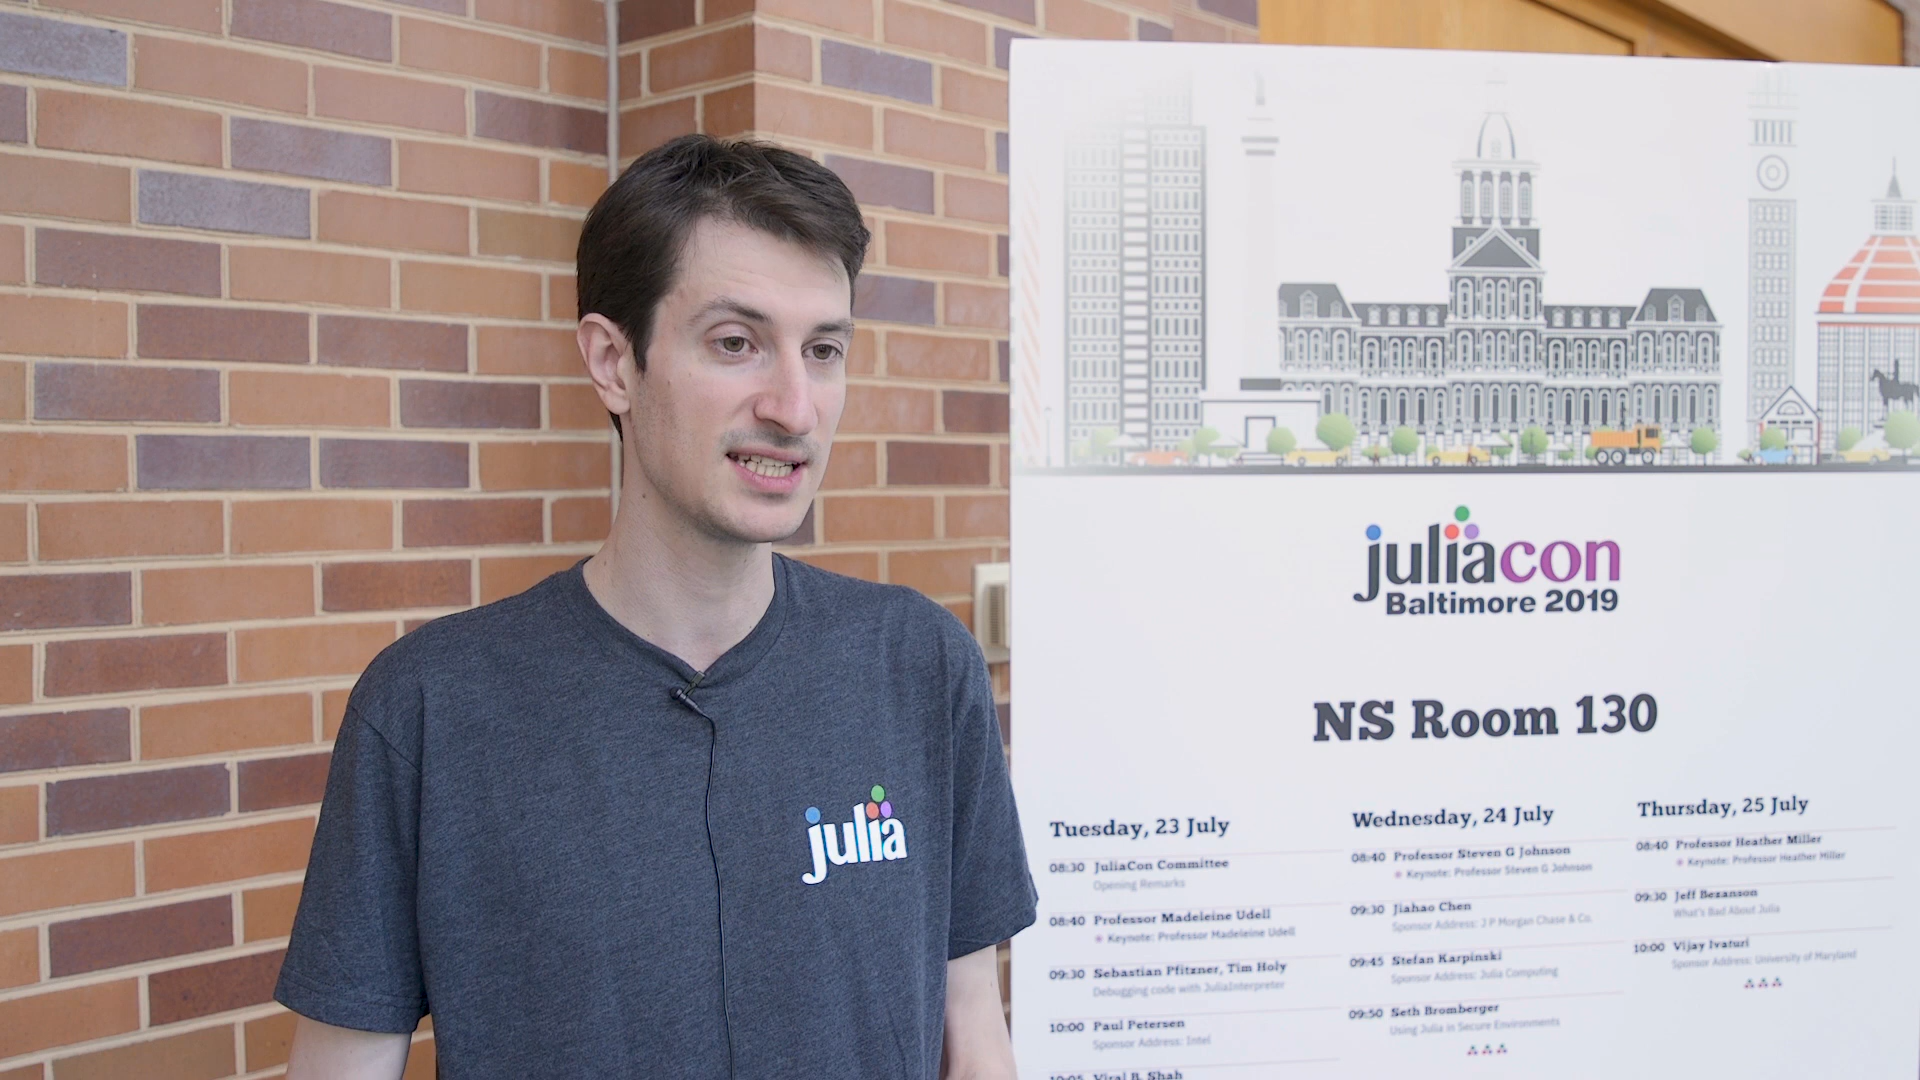 julia
juliacon
Baltimore 2019
NS Room 130
Tuesday, 23 July
08:30 JuliaCon Committee
Opening Remarks
08:40 Professor Madeleine Udell
Keynote: Professor Madeleine Udell
09:30 Sebastian Pfitzner, Tim Holy
Debugging code with JuliaInterpreter
10:00 Paul Petersen
Sponsor Address: Intel
10:05 Viral B. Shah
Wednesday, 24 July
08:40 Professor Steven G Johnson
Keynote: Professor Steven G Johnson
09:30 Jiahao Chen
Sponsor Address: J P Morgan Chase & Co.
09:45 Stefan Karpinski
Sponsor Address: Julia Computing
09:50 Seth Bromberger
Using Julia in Secure Environments
Thursday, 25 July
08:40 Professor Heather Miller
Keynote: Professor Heather Miller
09:30 Jeff Bezanson
What's Bad About Julia
10:00 Vijay Ivaturi
Sponsor Address: University of Maryland